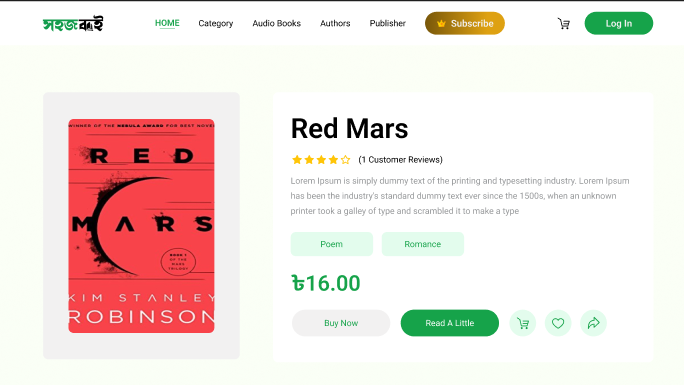 সহজ বই
HOME
Category
Audio Books
Authors
Publisher
Subscribe
Log In
WINNER OF THE NEBULA AWARD FOR BEST NOVEL
RED
MARS
BOOK 1
OF THE
MARS
TRILOGY
KIM STANLEY
ROBINSON
Red Mars
(1 Customer Reviews)
Lorem Ipsum is simply dummy text of the printing and typesetting industry. Lorem Ipsum
has been the industry's standard dummy text ever since the 1500s, when an unknown
printer took a galley of type and scrambled it to make a type
Poem
Romance
৳16.00
Buy Now
Read A Little